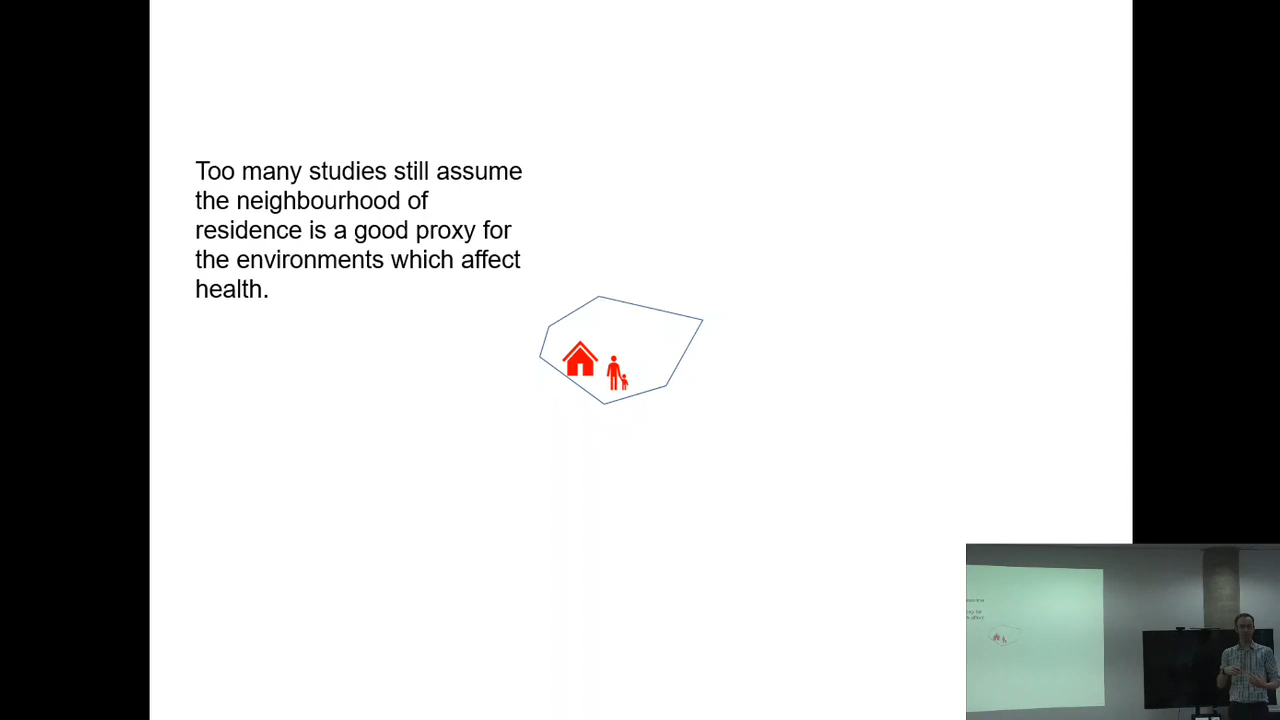 Too many studies still assume
the neighbourhood of
residence is a good proxy for
the environments which affect
health.